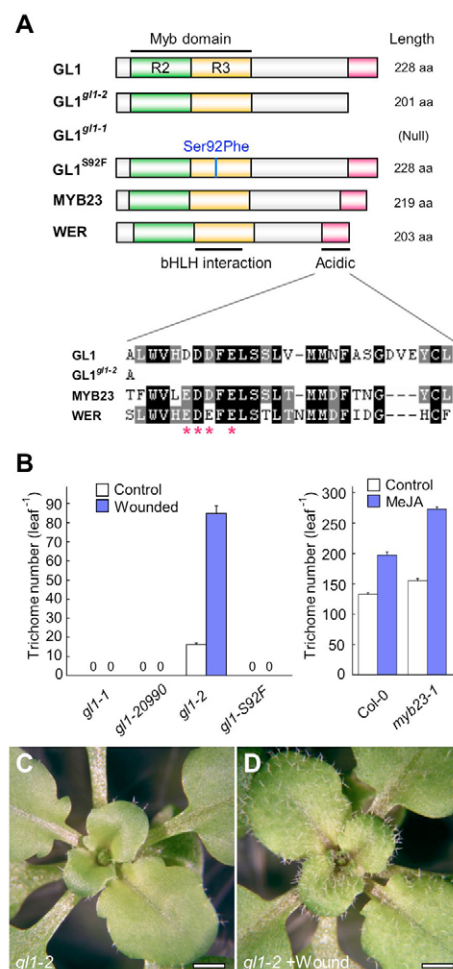 A
Myb domain
Length
GL1 R2 R3 228 aa
GL1gl1-2 201 aa
GL1gl1-1 (Null)
Ser92Phe
GL1S92F 228 aa
MYB23 219 aa
WER 203 aa
bHLH interaction Acidic
GL1 ALWVHDDDFELSSLV-MMNFASGDVEYCL
GL1gl1-2 A
MYB23 TFWVLEDDFELSSLTNMMDFTNG---YCL
WER SLWVHEDEFELSTLTNMMDFIDG---HCF
****
B
Control
Wounded
Trichome number (leaf-1)
90
80
70
60
50
40
30
20
10
0
0 0 0 0 0 0
gl1-1 gl1-20990 gl1-2 gl1-S92F
Control
MeJA
Trichome number (leaf-1)
300
250
200
150
100
50
0
Col-0 myb23-1
C
gl1-2
D
gl1-2 +Wound